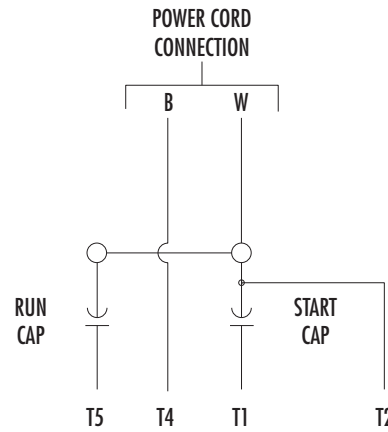 POWER CORD
CONNECTION
B W
RUN
CAP
START
CAP
T5 T4 T1 T2